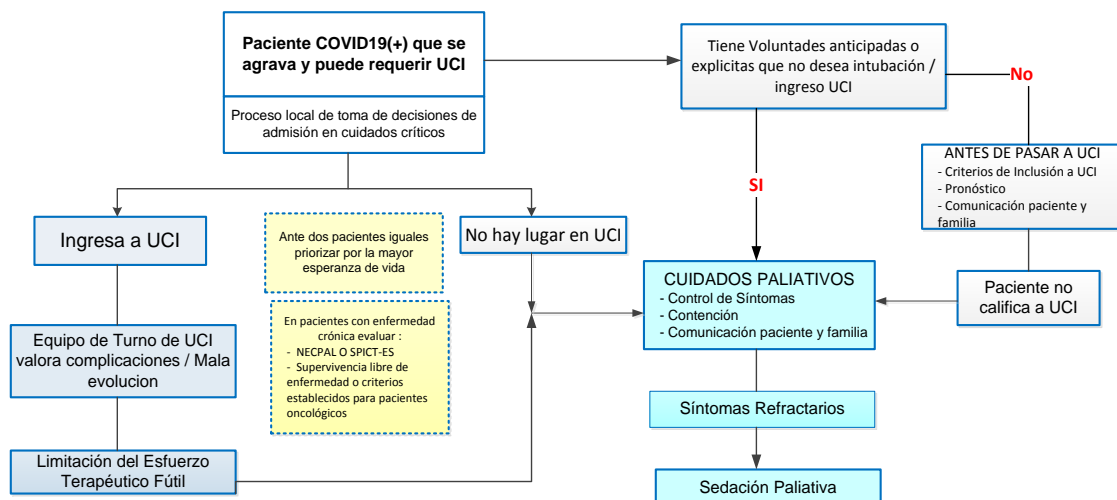 Paciente COVID19(+) que se
agrava y puede requerir UCI
Proceso local de toma de decisiones de
admisión en cuidados críticos
Tiene Voluntades anticipadas o
explicitas que no desea intubación /
ingreso UCI
No
SI
ANTES DE PASAR A UCI
- Criterios de Inclusión a UCI
- Pronóstico
- Comunicación paciente y
familia
Ingresa a UCI
Ante dos pacientes iguales
priorizar por la mayor
esperanza de vida
No hay lugar en UCI
CUIDADOS PALIATIVOS
- Control de Síntomas
- Contención
- Comunicación paciente y familia
Paciente no
califica a UCI
En pacientes con enfermedad
crónica evaluar :
- NECPAL O SPICT-ES
- Supervivencia libre de
enfermedad o criterios
establecidos para pacientes
oncológicos
Equipo de Turno de UCI
valora complicaciones / Mala
evolucion
Síntomas Refractarios
Limitación del Esfuerzo
Terapéutico Fútil
Sedación Paliativa